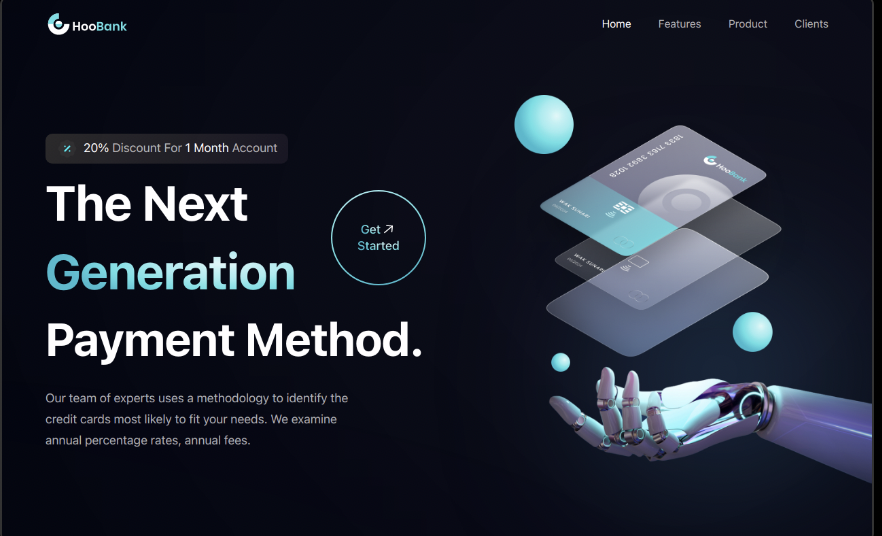 HooBank
Home Features Product Clients
20% Discount For 1 Month Account
The Next
Generation
Payment Method.
Get
Started
Our team of experts uses a methodology to identify the
credit cards most likely to fit your needs. We examine
annual percentage rates, annual fees.
HooBank